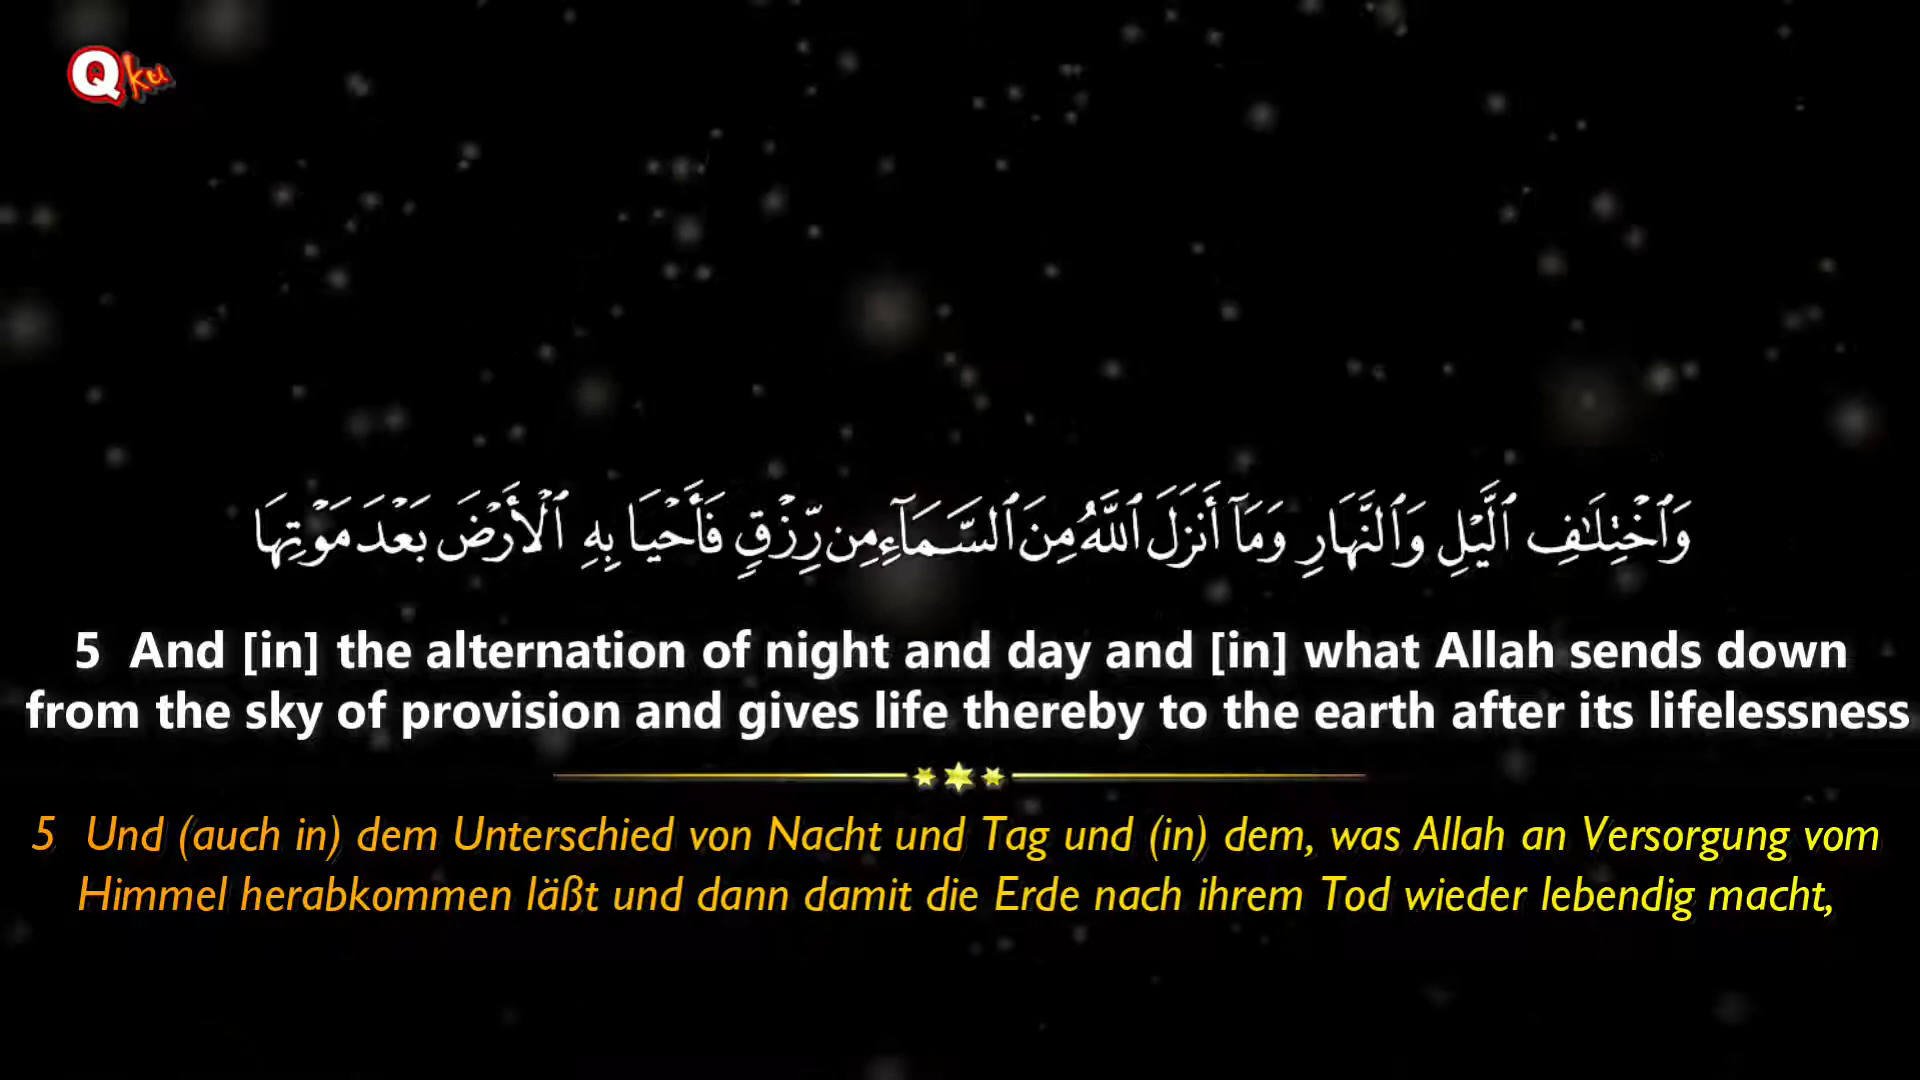 Qku
وَٱخْتِلَـٰفِ ٱلَّيْلِ وَٱلنَّهَارِ وَمَآ أَنزَلَ ٱللَّهُ مِنَ ٱلسَّمَآءِ مِن رِّزْقٍ فَأَحْيَا بِهِ ٱلْأَرْضَ بَعْدَ مَوْتِهَا
5 And [in] the alternation of night and day and [in] what Allah sends down
from the sky of provision and gives life thereby to the earth after its lifelessness
5 Und (auch in) dem Unterschied von Nacht und Tag und (in) dem, was Allah an Versorgung vom
Himmel herabkommen läßt und dann damit die Erde nach ihrem Tod wieder lebendig macht,